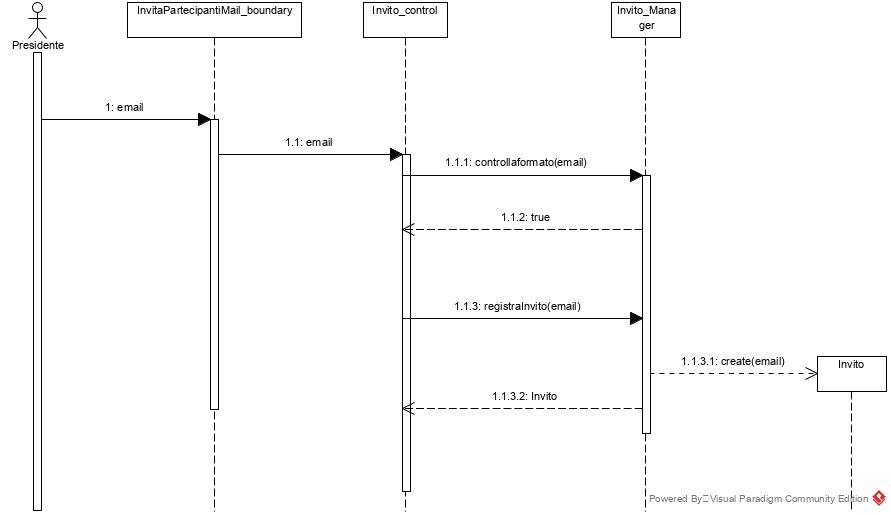 InvitaPartecipantiMail_boundary
Invito_control
Invito_Mana
ger
Presidente
1: email
1.1: email
1.1.1: controllaformato(email)
1.1.2: true
1.1.3: registraInvito(email)
1.1.3.1: create(email)
Invito
1.1.3.2: Invito
Powered By Visual Paradigm Community Edition